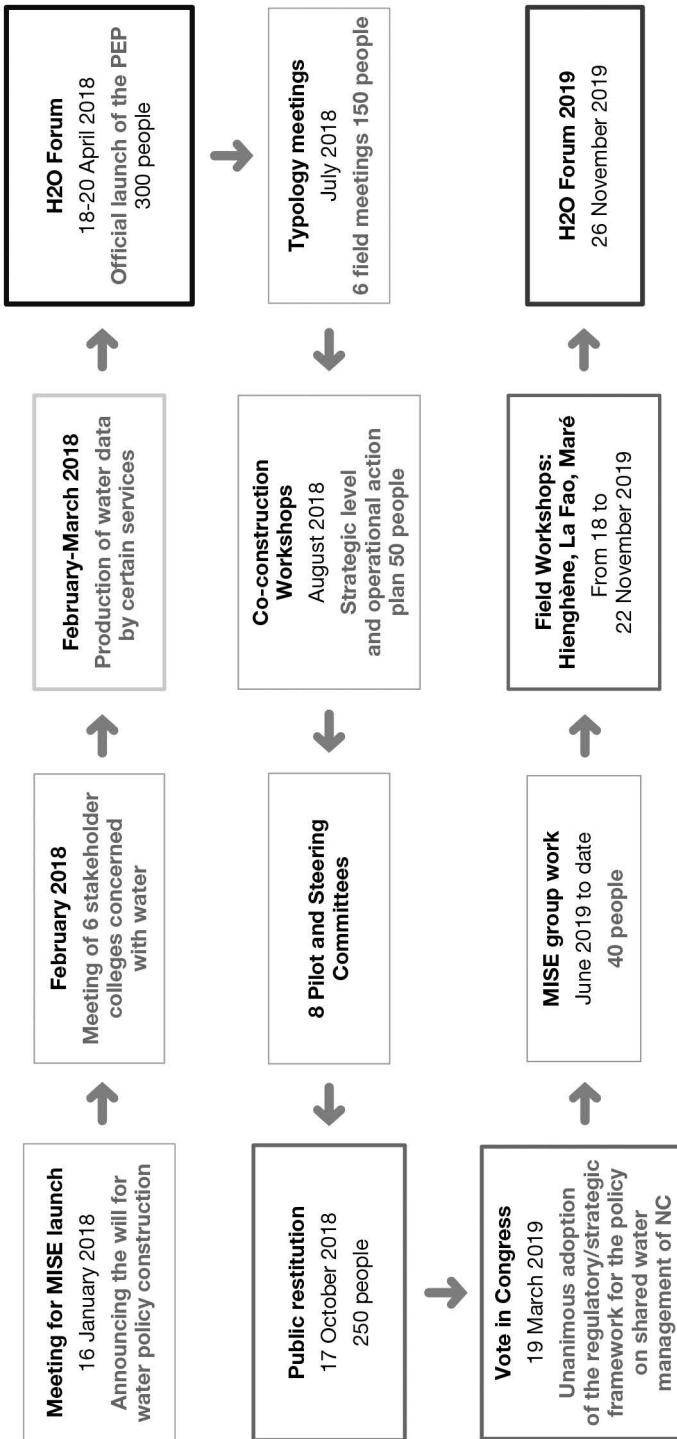 Meeting for MISE launch
16 January 2018
Announcing the will for
water policy construction
February 2018
Meeting of 6 stakeholder
colleges concerned
with water
February-March 2018
Production of water data
by certain services
H2O Forum
18-20 April 2018
Official launch of the PEP
300 people
Typology meetings
July 2018
6 field meetings 150 people
Co-construction
Workshops
August 2018
Strategic level
and operational action
plan 50 people
8 Pilot and Steering
Committees
Public restitution
17 October 2018
250 people
Vote in Congress
19 March 2019
Unanimous adoption
of the regulatory/strategic
framework for the policy
on shared water
management of NC
MISE group work
June 2019 to date
40 people
Field Workshops:
Hienghène, La Fao, Maré
From 18 to
22 November 2019
H2O Forum 2019
26 November 2019